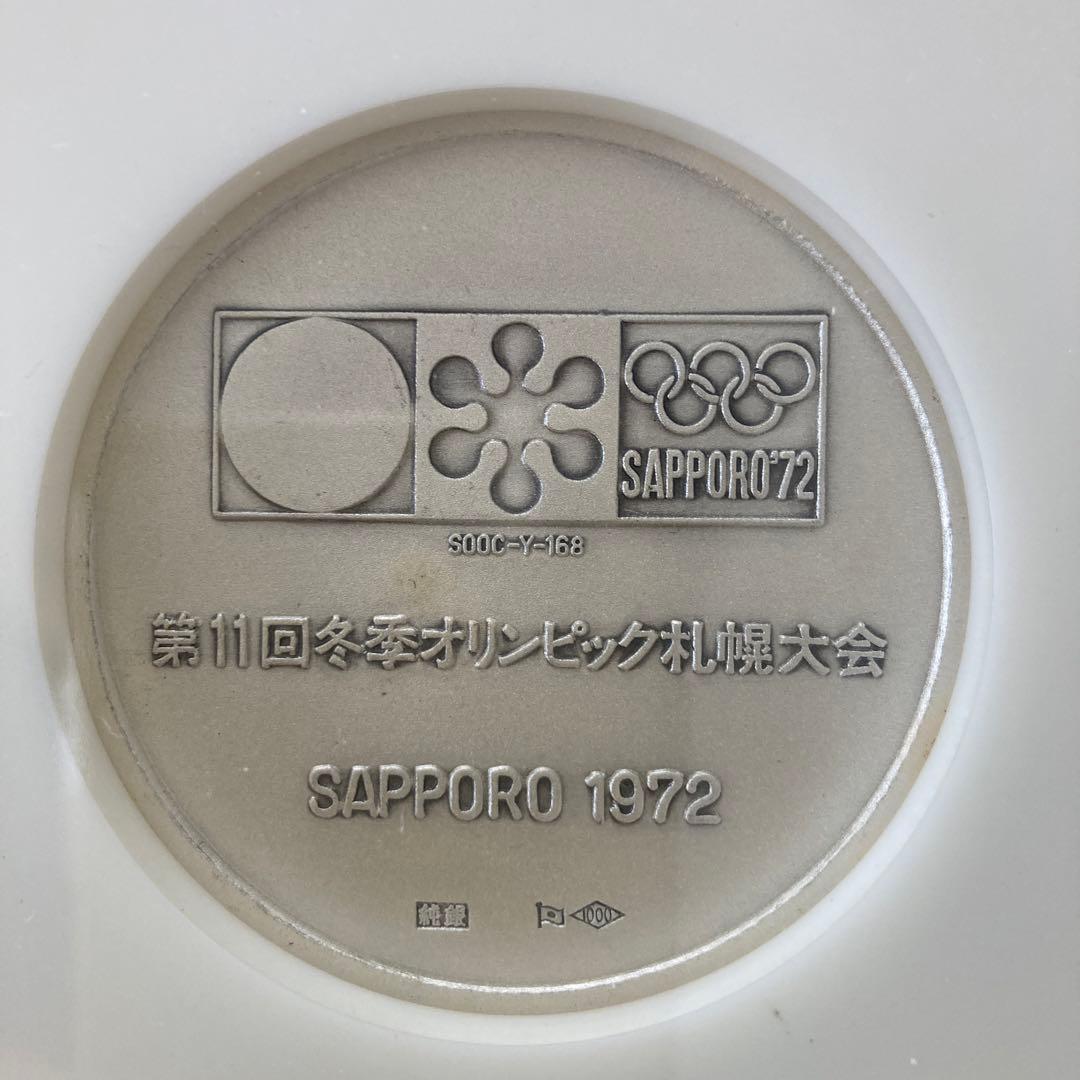 SAPPORO'72
SOOC-Y-168
第11回冬季オリンピック札幌大会
SAPPORO 1972
純銀 1000